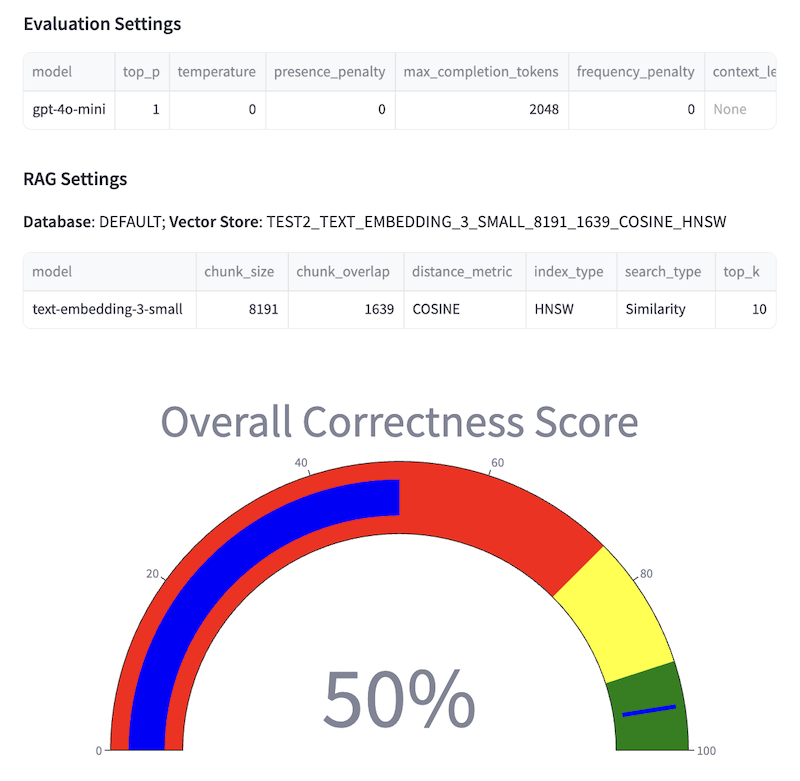 Evaluation Settings
model top_p temperature presence_penalty max_completion_tokens frequency_penalty context_le
gpt-4o-mini 1 0 0 2048 0 None
RAG Settings
Database: DEFAULT; Vector Store: TEST2_TEXT_EMBEDDING_3_SMALL_8191_1639_COSINE_HNSW
model chunk_size chunk_overlap distance_metric index_type search_type top_k
text-embedding-3-small 8191 1639 COSINE HNSW Similarity 10
Overall Correctness Score
40 60
20 80
50%
0 100